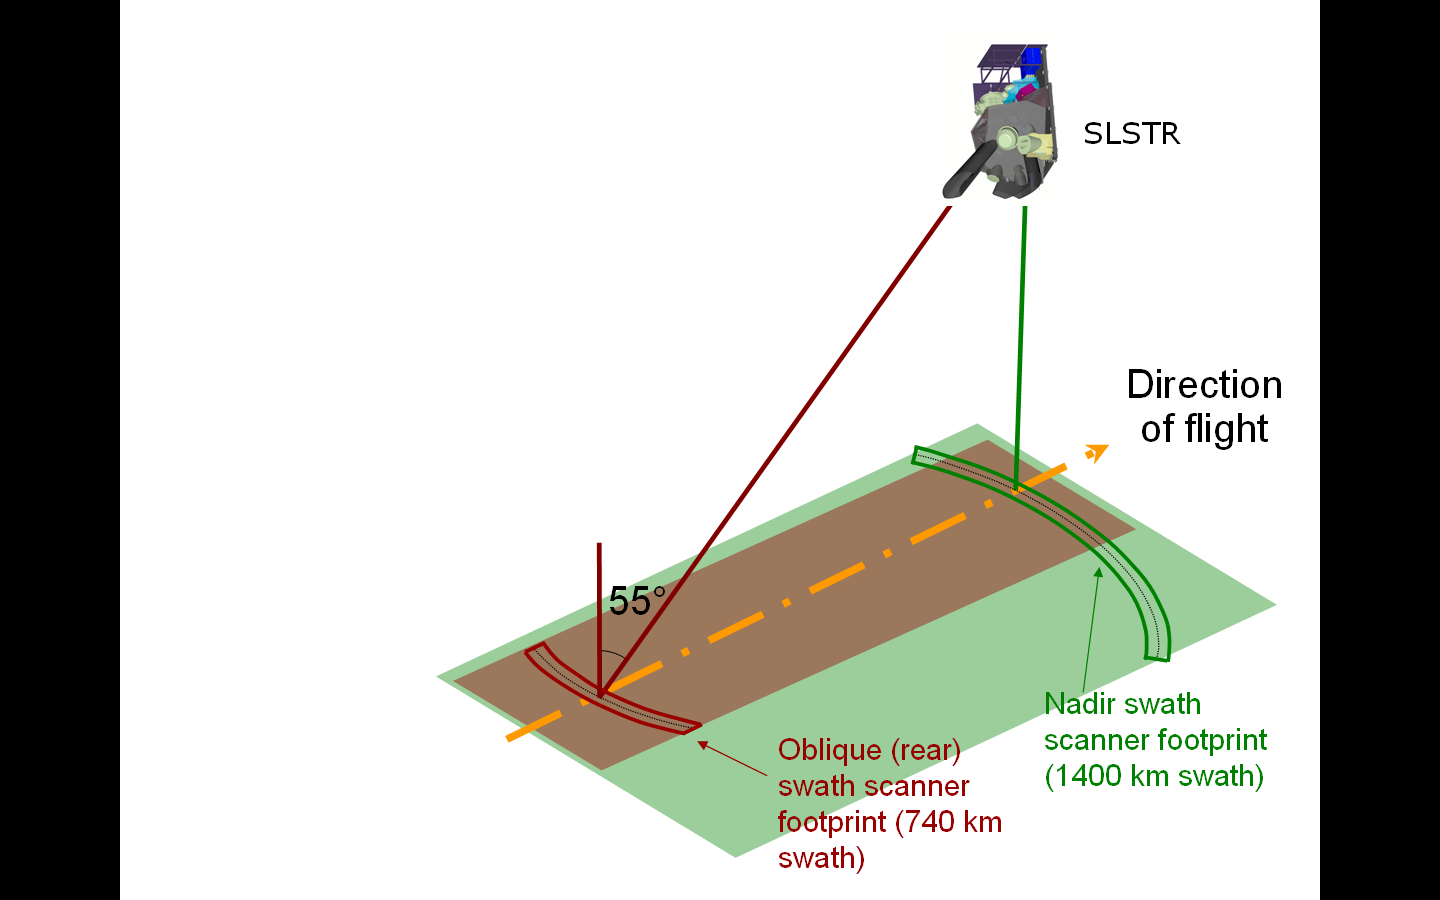 SLSTR
Direction
of flight
55°
Nadir swath
scanner footprint
(1400 km swath)
Oblique (rear)
swath scanner
footprint (740 km
swath)